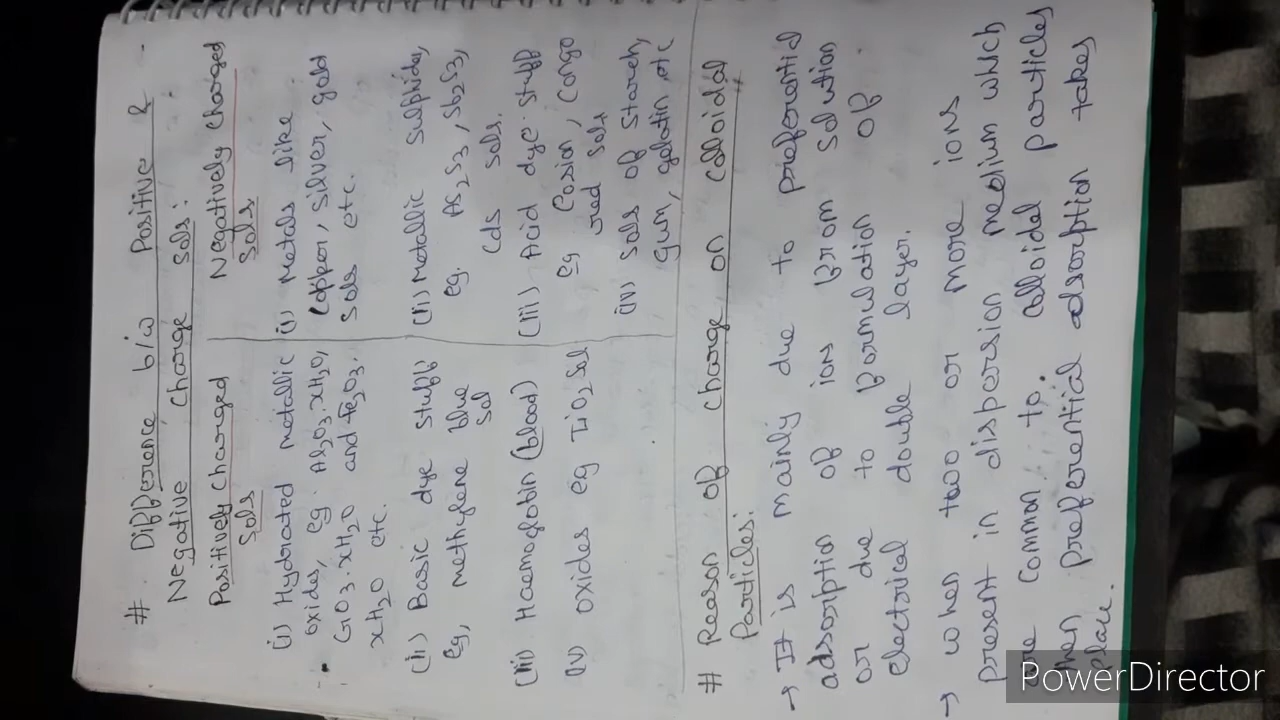 # Difference b/w Positive &
Negative charge sols: -
Positively charged
sols
(i) Hydrated metallic
oxides, eg. Al2O3.xH2O,
CrO3.xH2O and Fe2O3.
xH2O etc.
(ii) Basic dye stuff
eg, methylene blue
sol
(iii) Haemoglobin (blood)
(iv) oxides eg TiO2 sol
Negatively charged
sols
(i) Metals like
Copper, Silver, gold
sols etc.
(ii) Metallic sulphides,
eg. As2S3, Sb2S3,
Cds sols.
(iii) Acid dye stuff
eg Eosion, Congo
red sols
(iv) sols of starch,
gum, gelatin etc
# Reason of charge on colloidal
Particles:
→ It is mainly due to preferential
adsorption of ions from solution
or due to formulation of
electrical double layer.
→ when two or more ions
present in dispersion medium which
are common to colloidal particles
then preferential adsorption takes
place.
PowerDirector